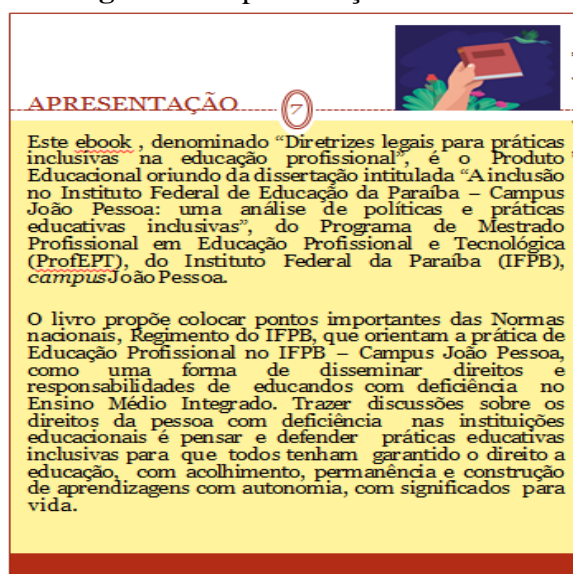 APRESENTAÇÃO
7
Este ebook , denominado “Diretrizes legais para práticas
inclusivas na educação profissional”, é o Produto
Educacional oriundo da dissertação intitulada “A inclusão
no Instituto Federal de Educação da Paraíba – Campus
João Pessoa: uma análise de políticas e práticas
educativas inclusivas”, do Programa de Mestrado
Profissional em Educação Profissional e Tecnológica
(ProfEPT), do Instituto Federal da Paraíba (IFPB),
campus João Pessoa.
O livro propõe colocar pontos importantes das Normas
nacionais, Regimento do IFPB, que orientam a prática de
Educação Profissional no IFPB – Campus João Pessoa,
como uma forma de disseminar direitos e
responsabilidades de educandos com deficiência no
Ensino Médio Integrado. Trazer discussões sobre os
direitos da pessoa com deficiência nas instituições
educacionais é pensar e defender práticas educativas
inclusivas para que todos tenham garantido o direito a
educação, com acolhimento, permanência e construção
de aprendizagens com autonomia, com significados para
vida.